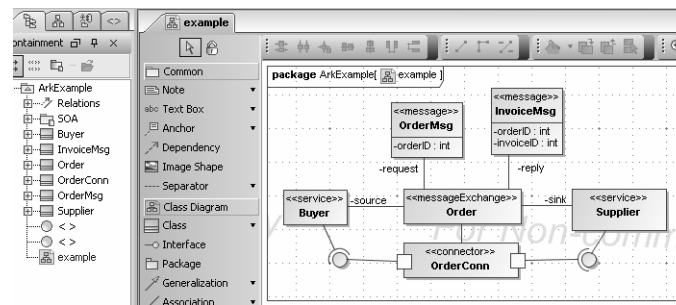 example
ontainment
ArkExample
Relations
SOA
Buyer
InvoiceMsg
Order
OrderConn
OrderMsg
Supplier
< >
< >
example
Common
Note
abc Text Box
Anchor
Dependency
Image Shape
Separator
Class Diagram
Class
Interface
Package
Generalization
Association
package ArkExample[ example ]
<<message>>
OrderMsg
-orderID : int
<<message>>
InvoiceMsg
-orderID : int
-invoiceID : int
-request
-reply
<<service>>
Buyer
-source
<<messageExchange>>
Order
-sink
<<service>>
Supplier
<<connector>>
OrderConn
For Non-comm